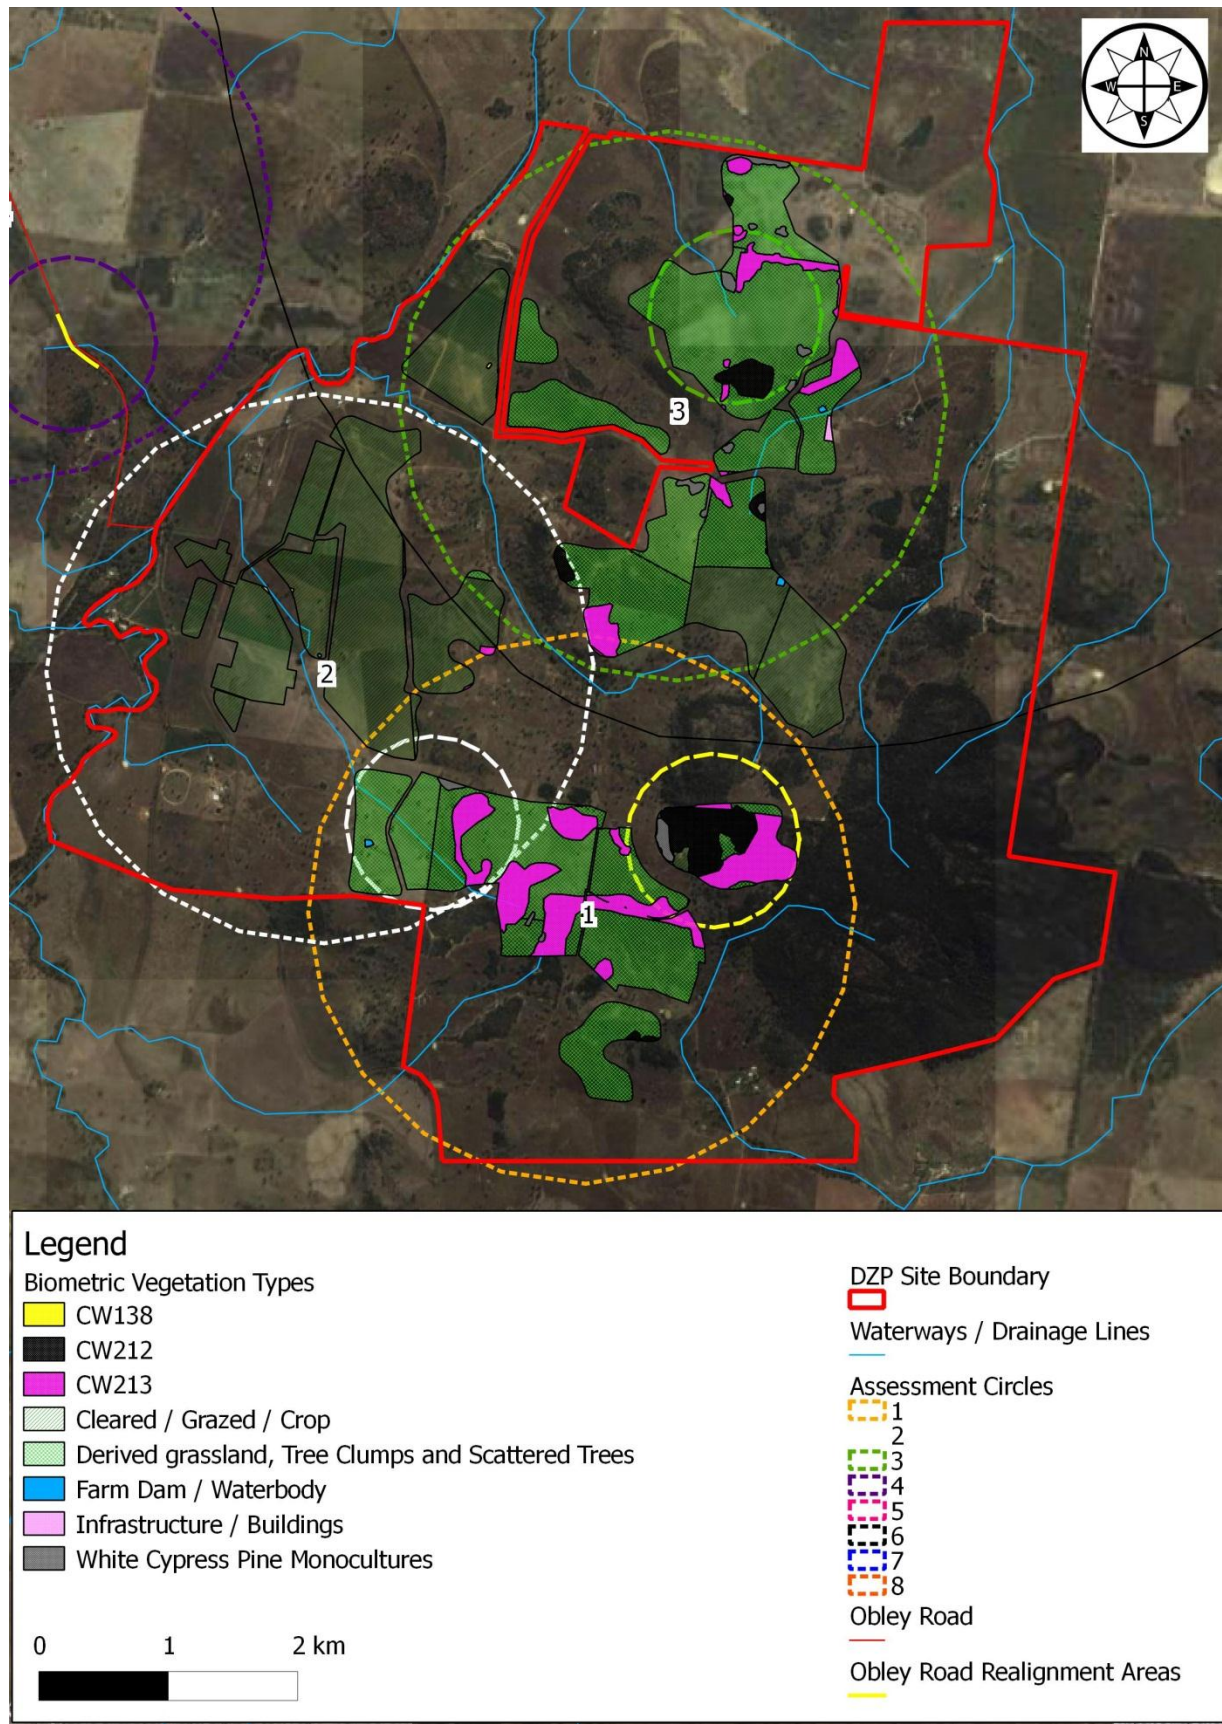 N
W E
S
3
2
1
Legend
Biometric Vegetation Types
CW138
CW212
CW213
Cleared / Grazed / Crop
Derived grassland, Tree Clumps and Scattered Trees
Farm Dam / Waterbody
Infrastructure / Buildings
White Cypress Pine Monocultures
0 1 2 km
DZP Site Boundary
Waterways / Drainage Lines
Assessment Circles
1
2
3
4
5
6
7
8
Obley Road
Obley Road Realignment Areas